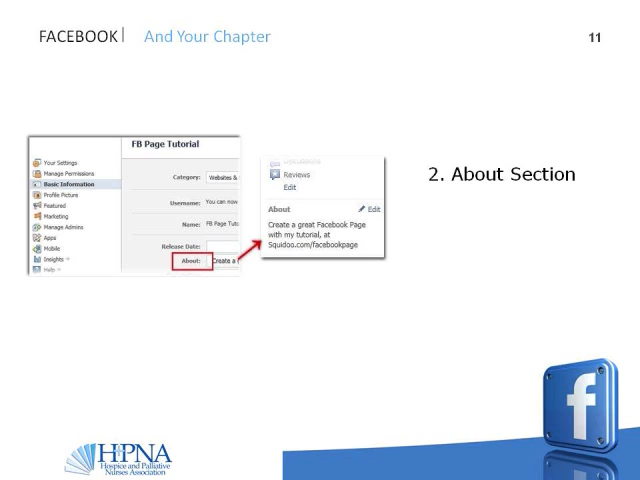 FACEBOOK| And Your Chapter 11
FB Page Tutorial
Your Settings
Manage Permissions
Basic Information
Profile Picture
Featured
Marketing
Manage Admins
Apps
Mobile
Insights »
Help »
Category: Websites &
Username: You can now
Name: FB Page Tuto
Release Date:
About: Create a
Discussions
Reviews
Edit
About Edit
Create a great Facebook Page
with my tutorial, at
Squidoo.com/facebookpage
2. About Section
f
HPNA
Hospice and Palliative
Nurses Association